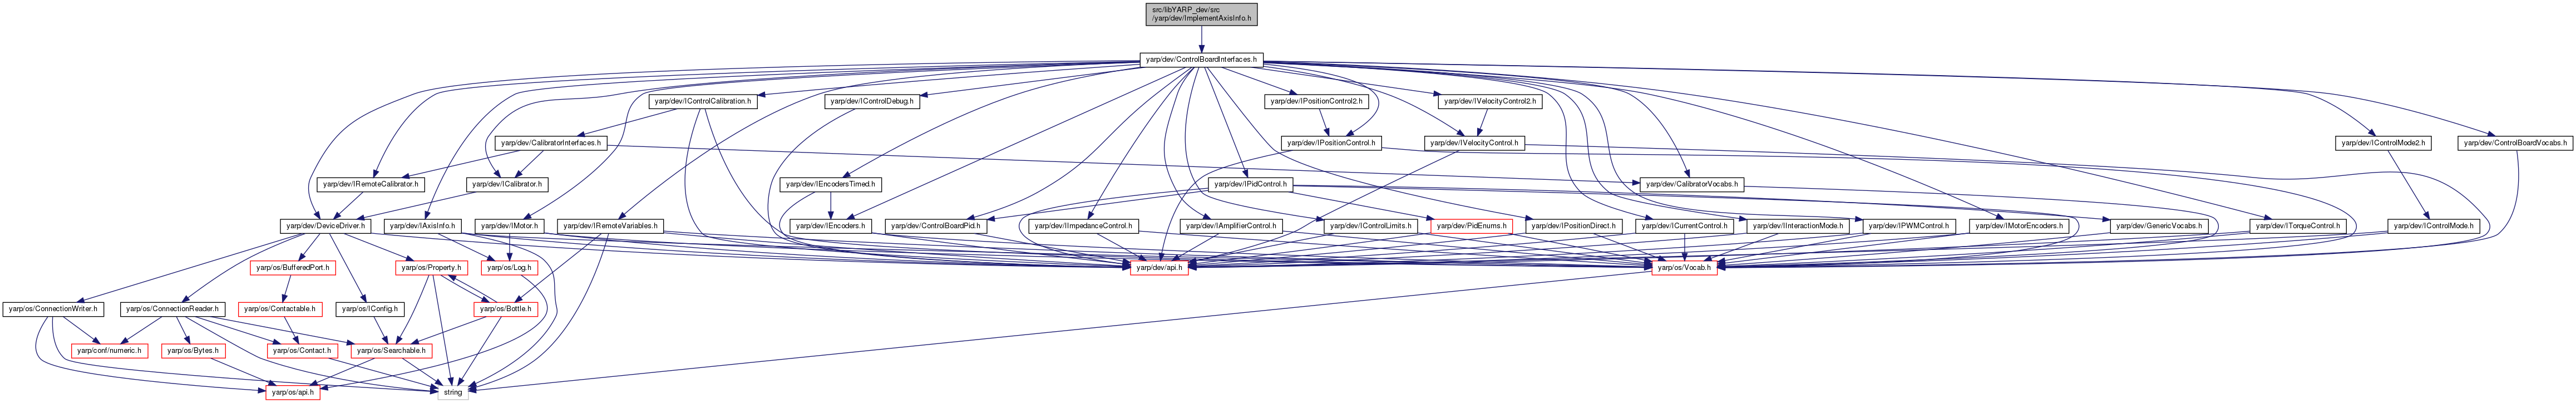 src/libYARP_dev/src
/yarp/dev/ImplementAxisInfo.h
yarp/dev/ControlBoardInterfaces.h
yarp/dev/IControlCalibration.h
yarp/dev/IControlDebug.h
yarp/dev/IPositionControl2.h
yarp/dev/IVelocityControl2.h
yarp/dev/CalibratorInterfaces.h
yarp/dev/IPositionControl.h
yarp/dev/IVelocityControl.h
yarp/dev/IControlMode2.h
yarp/dev/ControlBoardVocabs.h
yarp/dev/IRemoteCalibrator.h
yarp/dev/ICalibrator.h
yarp/dev/IEncodersTimed.h
yarp/dev/IPidControl.h
yarp/dev/CalibratorVocabs.h
yarp/dev/DeviceDriver.h
yarp/dev/IAxisInfo.h
yarp/dev/IMotor.h
yarp/dev/IRemoteVariables.h
yarp/dev/IEncoders.h
yarp/dev/ControlBoardPid.h
yarp/dev/IImpedanceControl.h
yarp/dev/IAmplifierControl.h
yarp/dev/IControlLimits.h
yarp/dev/PidEnums.h
yarp/dev/IPositionDirect.h
yarp/dev/ICurrentControl.h
yarp/dev/IInteractionMode.h
yarp/dev/IPWMControl.h
yarp/dev/IMotorEncoders.h
yarp/dev/GenericVocabs.h
yarp/dev/ITorqueControl.h
yarp/dev/IControlMode.h
yarp/os/BufferedPort.h
yarp/os/Property.h
yarp/os/Log.h
yarp/dev/api.h
yarp/os/Vocab.h
yarp/os/ConnectionWriter.h
yarp/os/ConnectionReader.h
yarp/os/Contactable.h
yarp/os/IConfig.h
yarp/os/Bottle.h
yarp/conf/numeric.h
yarp/os/Bytes.h
yarp/os/Contact.h
yarp/os/Searchable.h
yarp/os/api.h
string